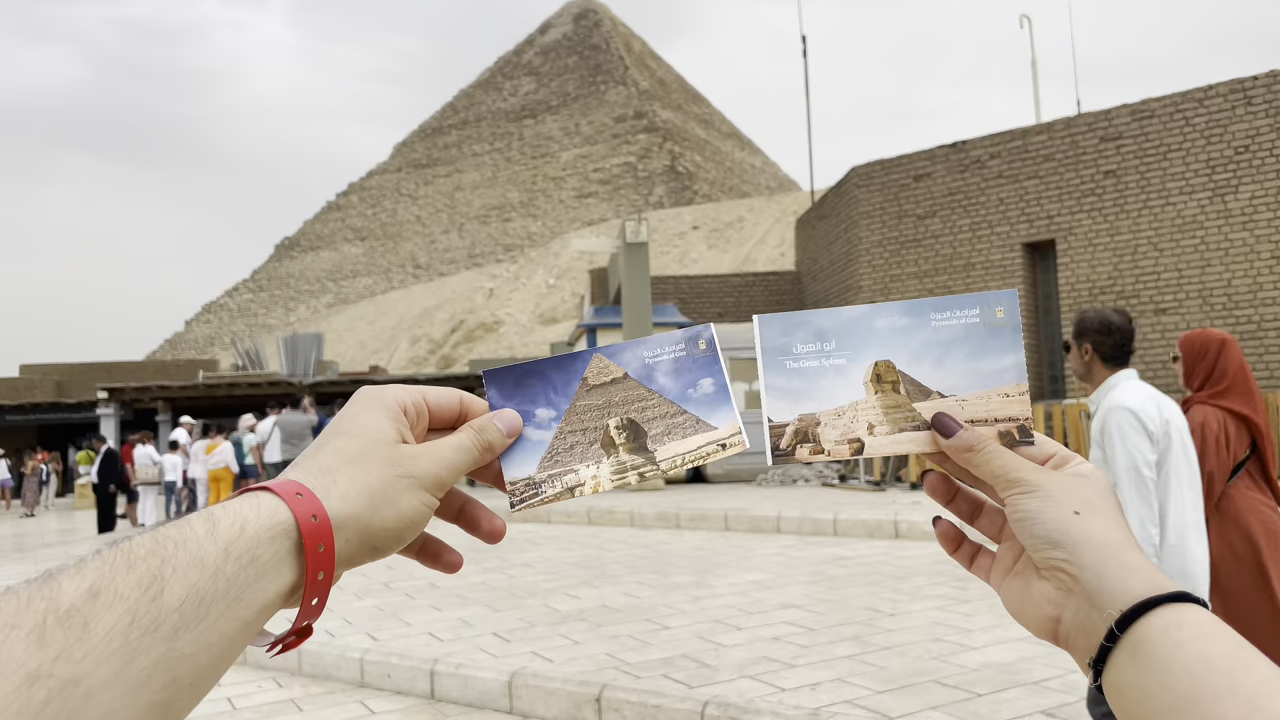 أهرامات الجيزة
Pyramids of Giza
أهرامات الجيزة
Pyramids of Giza
أبو الهول
The Great Sphinx